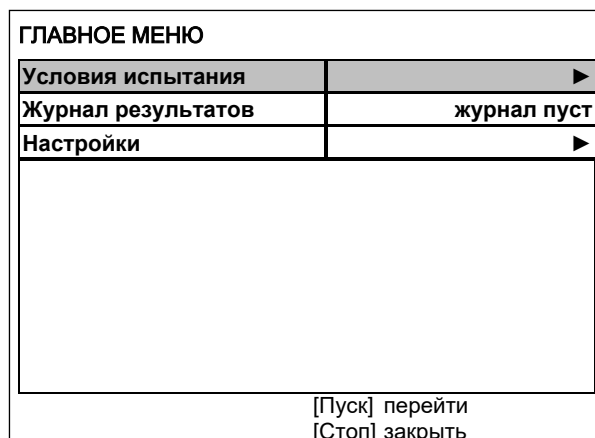 ГЛАВНОЕ МЕНЮ
Условия испытания ►
Журнал результатов журнал пуст
Настройки ►
[Пуск] перейти
[Стоп] закрыть